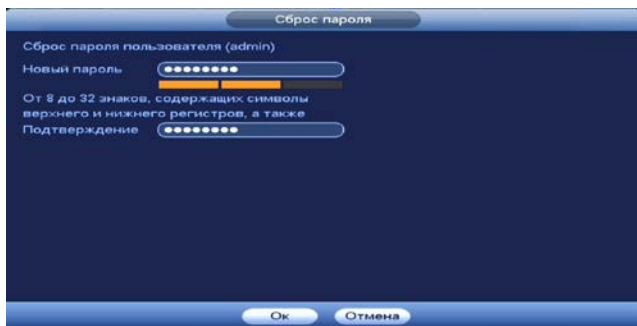 Сброс пароля
Сброс пароля пользователя (admin)
Новый пароль ●●●●●●●●
От 8 до 32 знаков, содержащих символы
верхнего и нижнего регистров, а также
Подтверждение ●●●●●●●●
Ок Отмена